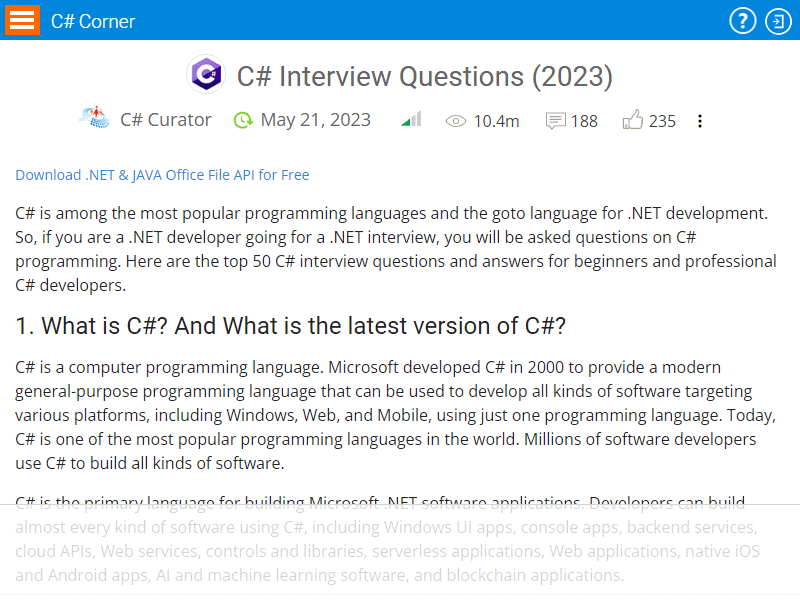 C# Corner
C# Interview Questions (2023)
C# Curator May 21, 2023 10.4m 188 235
Download .NET & JAVA Office File API for Free
C# is among the most popular programming languages and the goto language for .NET development.
So, if you are a .NET developer going for a .NET interview, you will be asked questions on C#
programming. Here are the top 50 C# interview questions and answers for beginners and professional
C# developers.
1. What is C#? And What is the latest version of C#?
C# is a computer programming language. Microsoft developed C# in 2000 to provide a modern
general-purpose programming language that can be used to develop all kinds of software targeting
various platforms, including Windows, Web, and Mobile, using just one programming language. Today,
C# is one of the most popular programming languages in the world. Millions of software developers
use C# to build all kinds of software.
C# is the primary language for building Microsoft .NET software applications. Developers can build
almost every kind of software using C#, including Windows UI apps, console apps, backend services,
cloud APIs, Web services, controls and libraries, serverless applications, Web applications, native iOS
and Android apps, AI and machine learning software, and blockchain applications.